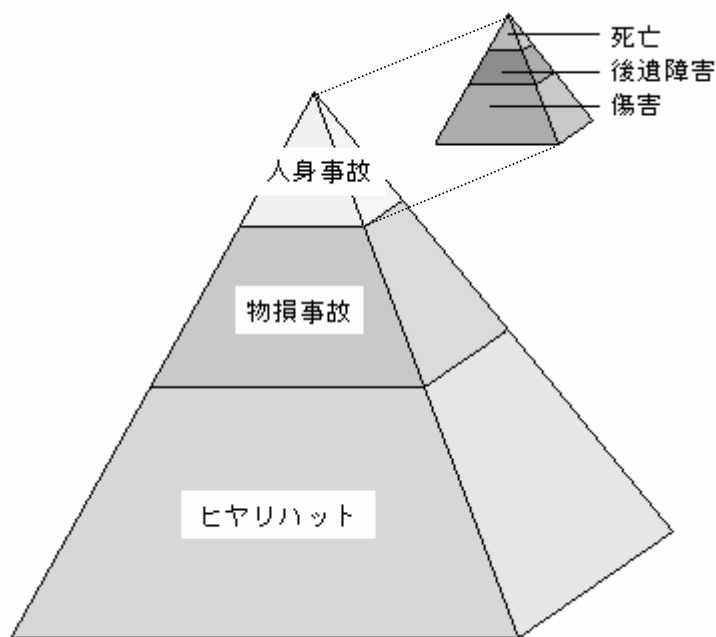 死亡
後遺障害
傷害
人身事故
物損事故
ヒヤリハット